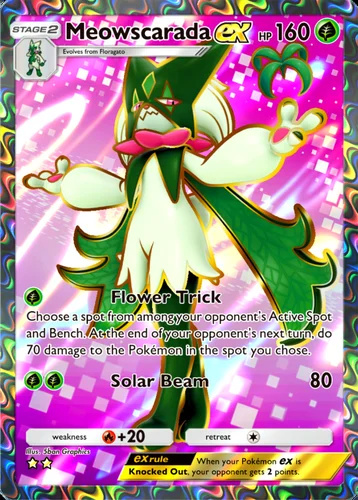 STAGE 2
Meowscarada ex HP 160
Evolves from Floragato
Flower Trick
Choose a spot from among your opponent's Active Spot
and Bench. At the end of your opponent's next turn, do
70 damage to the Pokémon in the spot you chose.
Solar Beam 80
weakness +20 retreat
Illus. 5ban Graphics
ex rule When your Pokémon ex is
Knocked Out, your opponent gets 2 points.